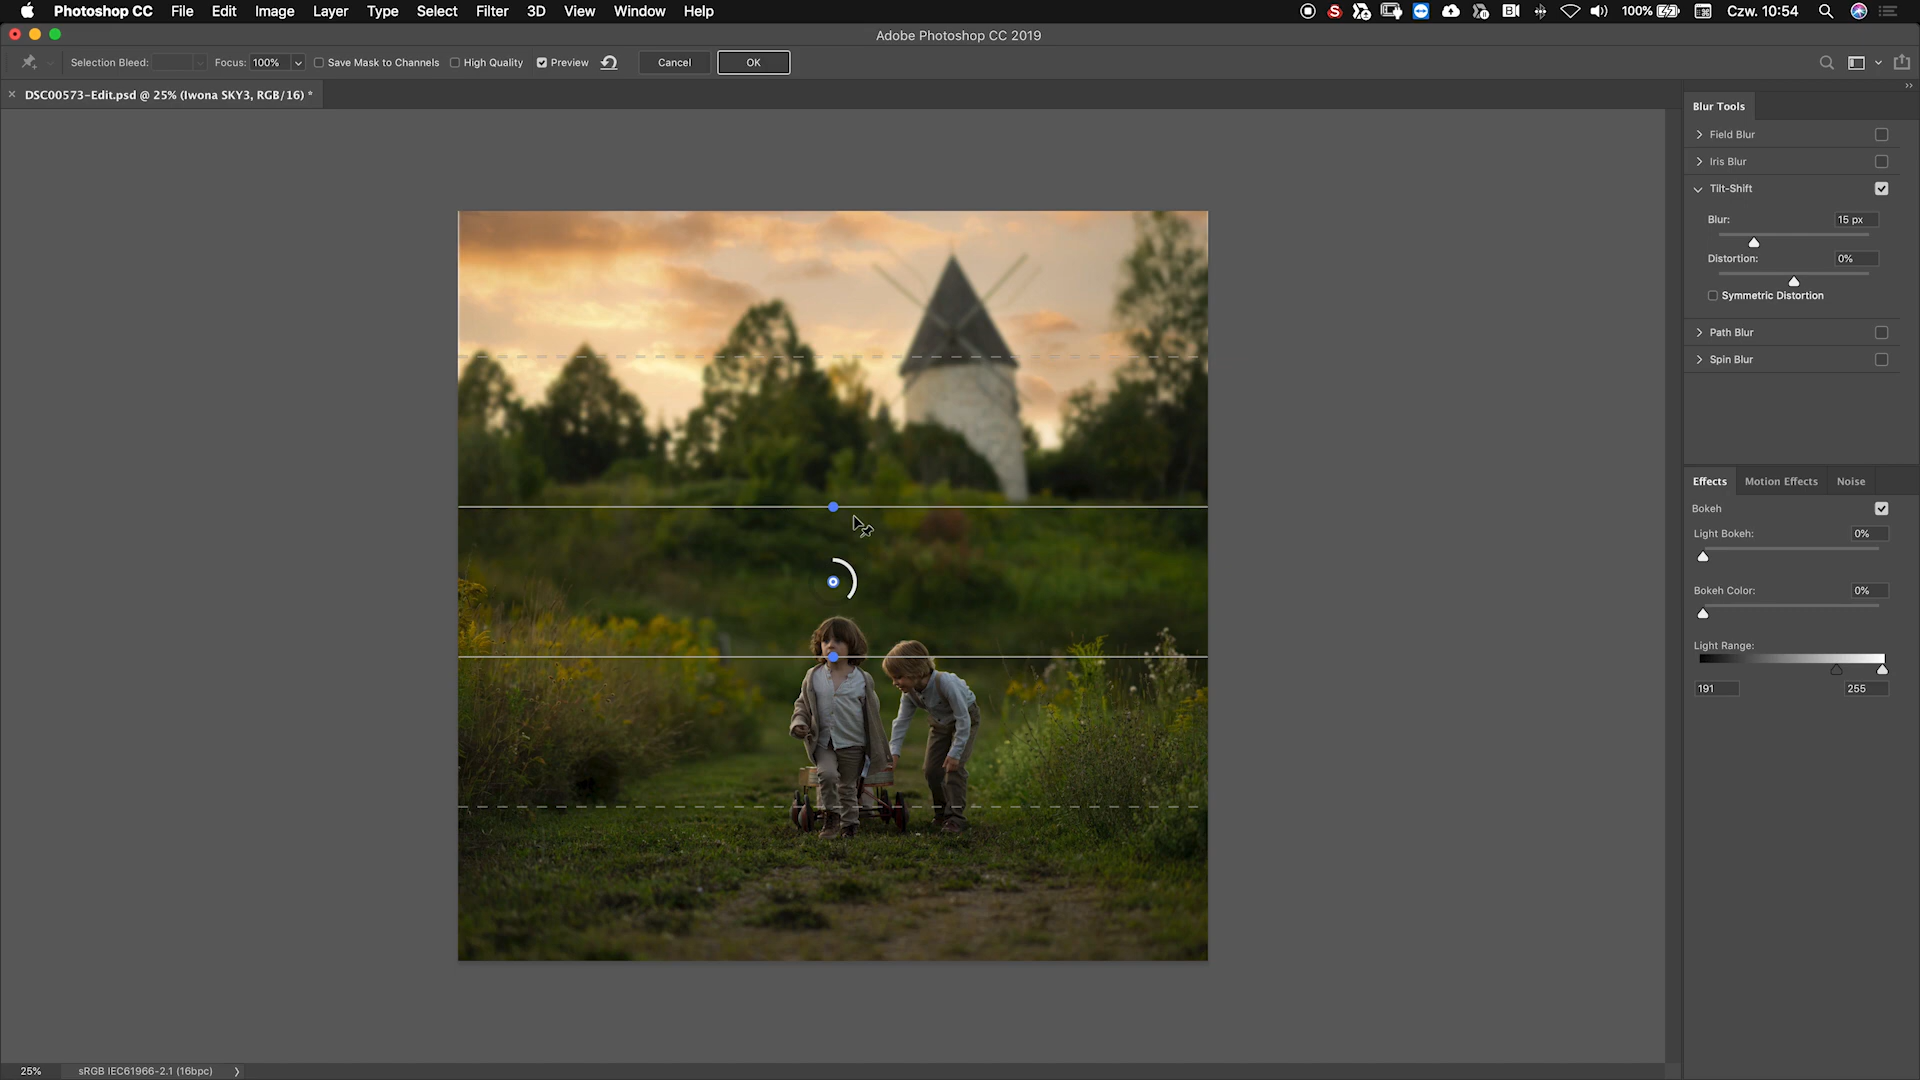 Photoshop CC File Edit Image Layer Type Select Filter 3D View Window Help 100% Czw. 10:54
Adobe Photoshop CC 2019
Selection Bleed: Focus: 100% Save Mask to Channels High Quality Preview Cancel OK
× DSC00573-Edit.psd @ 25% (Iwona SKY3, RGB/16) *
Blur Tools
Field Blur
Iris Blur
Tilt-Shift
Blur: 15 px
Distortion: 0%
Symmetric Distortion
Path Blur
Spin Blur
Effects Motion Effects Noise
Bokeh
Light Bokeh: 0%
Bokeh Color: 0%
Light Range:
191 255
25% sRGB IEC61966-2.1 (16bpc)